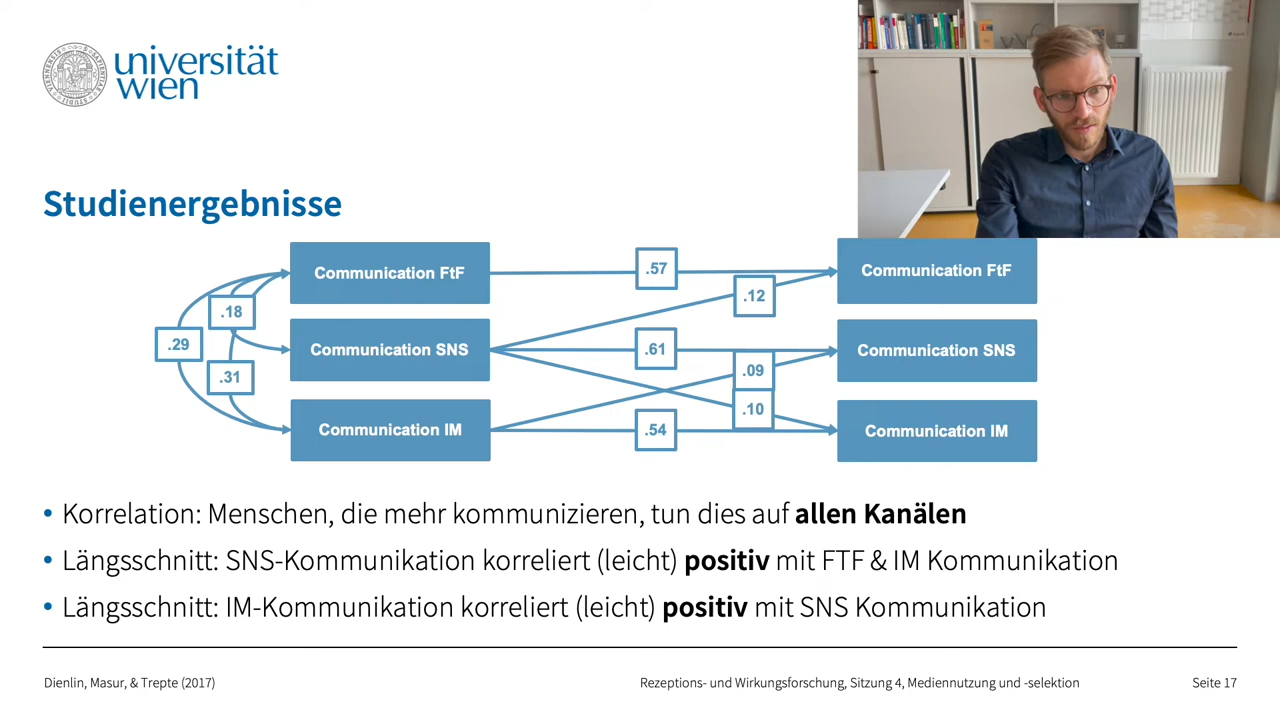 universität
wien
Studienergebnisse
Communication FtF
Communication SNS
Communication IM
.18
.29
.31
.57
.12
.61
.09
.10
.54
Communication FtF
Communication SNS
Communication IM
• Korrelation: Menschen, die mehr kommunizieren, tun dies auf allen Kanälen
• Längsschnitt: SNS-Kommunikation korreliert (leicht) positiv mit FTF & IM Kommunikation
• Längsschnitt: IM-Kommunikation korreliert (leicht) positiv mit SNS Kommunikation
Dienlin, Masur, & Trepte (2017)
Rezeptions- und Wirkungsforschung, Sitzung 4, Mediennutzung und -selektion
Seite 17